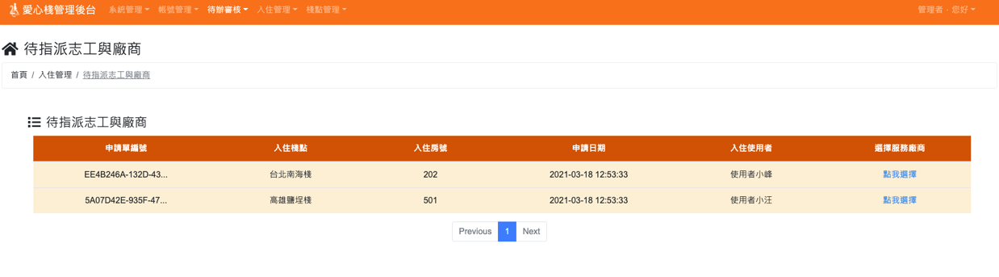 愛心棧管理後台 系統管理 帳號管理 待辦審核 入住管理 棧點管理 管理者，您好
待指派志工與廠商
首頁 / 入住管理 / 待指派志工與廠商
待指派志工與廠商
申請單編號 入住棧點 入住房號 申請日期 入住使用者 選擇服務廠商
EE4B246A-132D-43... 台北南海棧 202 2021-03-18 12:53:33 使用者小峰 點我選擇
5A07D42E-935F-47... 高雄鹽埕棧 501 2021-03-18 12:53:33 使用者小汪 點我選擇
Previous 1 Next